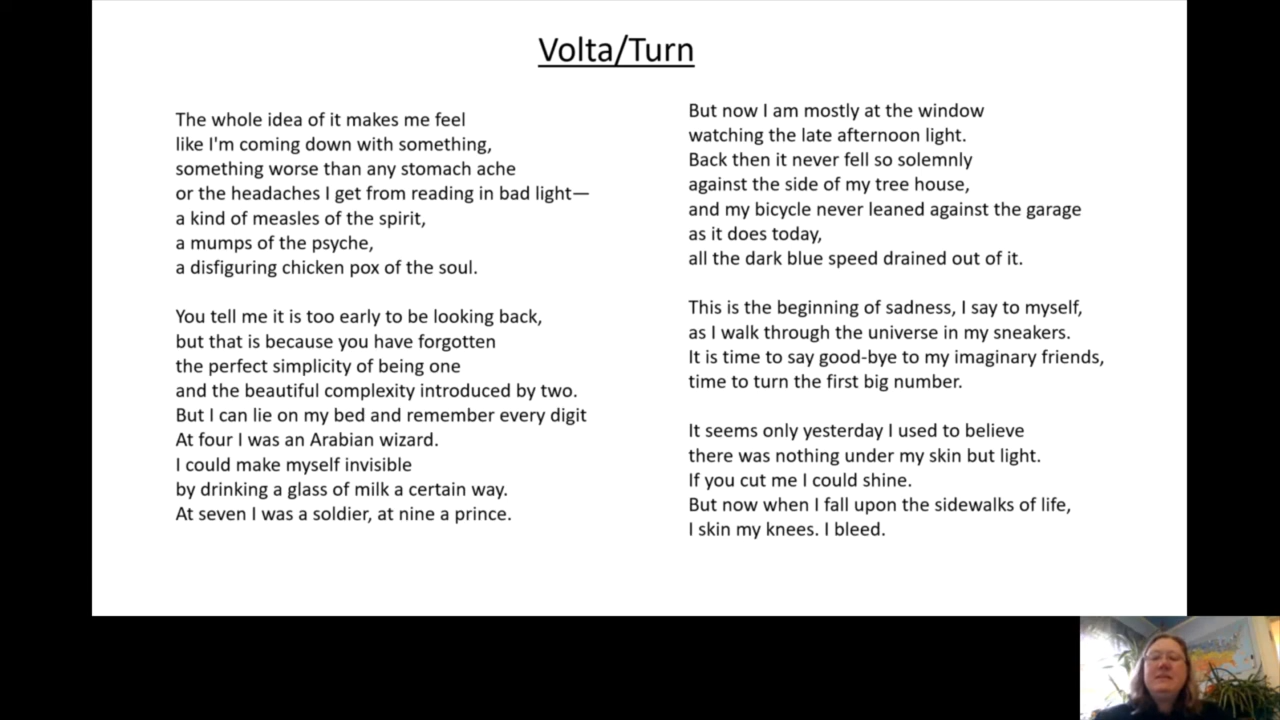 Volta/Turn
The whole idea of it makes me feel
like I'm coming down with something,
something worse than any stomach ache
or the headaches I get from reading in bad light—
a kind of measles of the spirit,
a mumps of the psyche,
a disfiguring chicken pox of the soul.
You tell me it is too early to be looking back,
but that is because you have forgotten
the perfect simplicity of being one
and the beautiful complexity introduced by two.
But I can lie on my bed and remember every digit
At four I was an Arabian wizard.
I could make myself invisible
by drinking a glass of milk a certain way.
At seven I was a soldier, at nine a prince.
But now I am mostly at the window
watching the late afternoon light.
Back then it never fell so solemnly
against the side of my tree house,
and my bicycle never leaned against the garage
as it does today,
all the dark blue speed drained out of it.
This is the beginning of sadness, I say to myself,
as I walk through the universe in my sneakers.
It is time to say good-bye to my imaginary friends,
time to turn the first big number.
It seems only yesterday I used to believe
there was nothing under my skin but light.
If you cut me I could shine.
But now when I fall upon the sidewalks of life,
I skin my knees. I bleed.